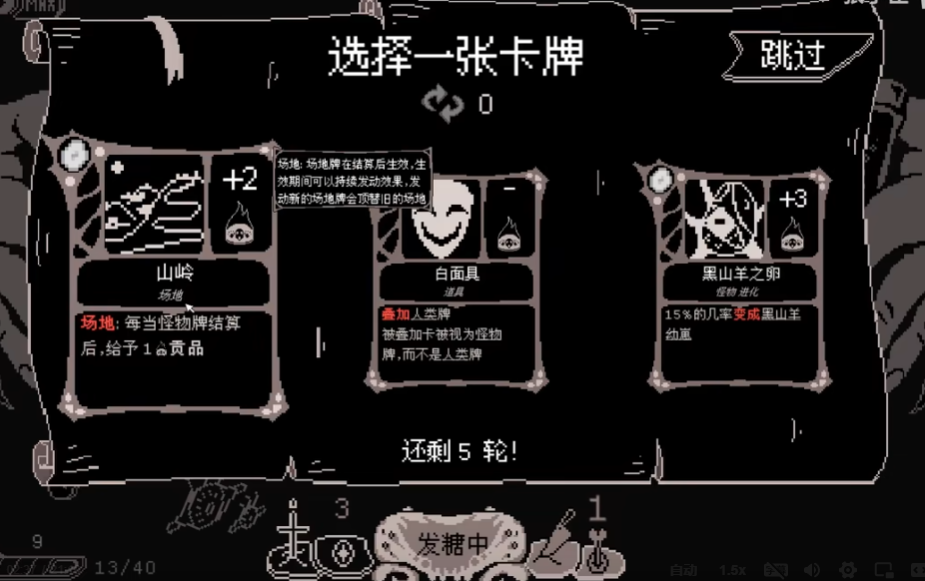 MAX
选择一张卡牌
跳过
0
+2
场地: 场地牌在结算后生效,生
效期间可以持续发动效果,发
动新的场地牌会顶替旧的场地
-
+3
山岭
场地
场地: 每当怪物牌结算
后,给予 1 贡品
白面具
道具
叠加人类牌
被叠加卡被视为怪物
牌,而不是人类牌
黑山羊之卵
怪物 进化
15%的几率变成黑山羊
幼崽
还剩 5 轮!
3
1
发糖中
9
13/40
自动
1.5x